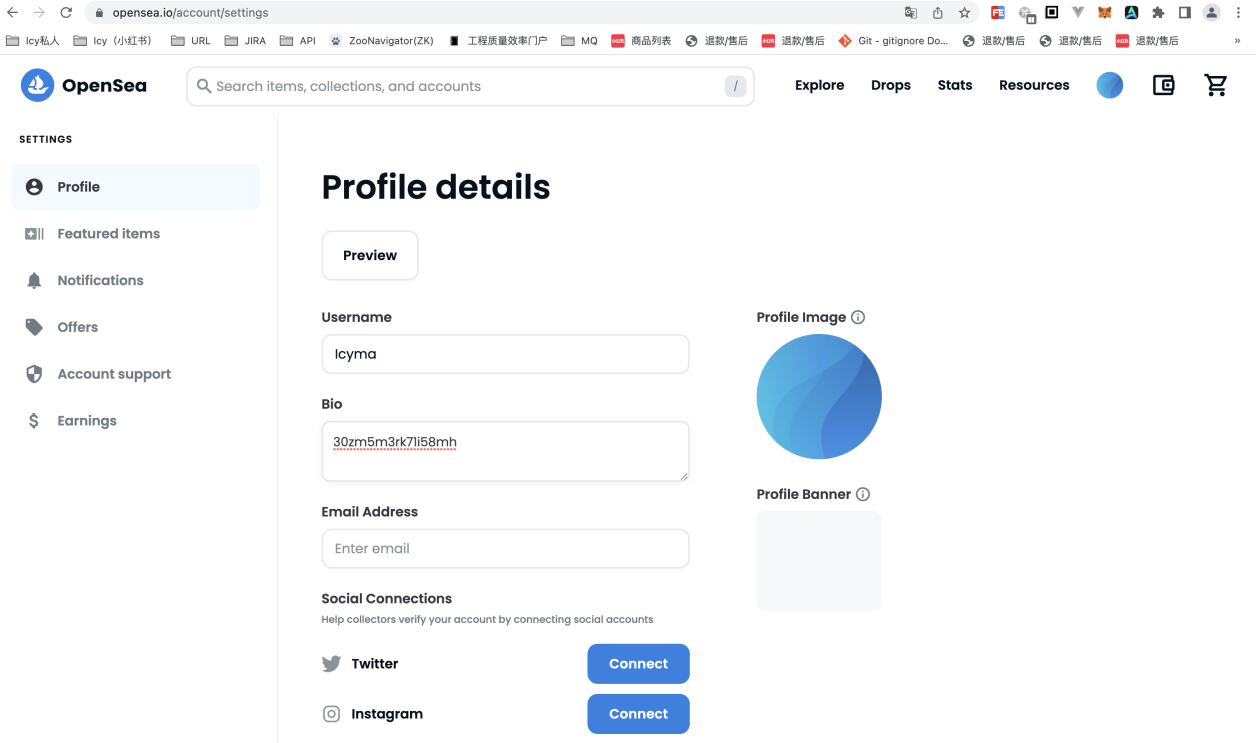 opensea.io/account/settings
Icy私人 Icy（小红书） URL JIRA API ZooNavigator(ZK) 工程质量效率门户 MQ 商品列表 退款/售后 退款/售后 Git - gitignore Do... 退款/售后 退款/售后 退款/售后 »
OpenSea Search items, collections, and accounts / Explore Drops Stats Resources
SETTINGS
Profile
Featured items
Notifications
Offers
Account support
Earnings
Profile details
Preview
Username
Icyma
Bio
30zm5m3rk71i58mh
Email Address
Enter email
Social Connections
Help collectors verify your account by connecting social accounts
Twitter Connect
Instagram Connect
Profile Image
Profile Banner